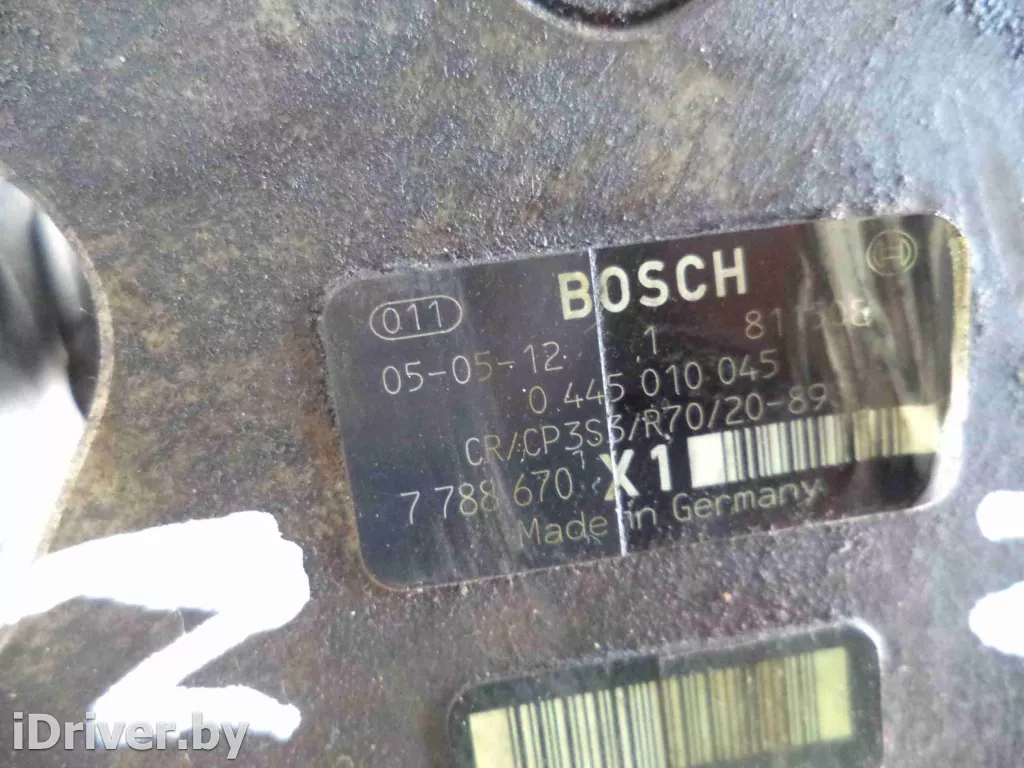 BOSCH
011
05-05-12 1
0 445 010 045
CR/CP3S3/R70/20-89
7 788 670 X1
Made in Germany
iDriver.by